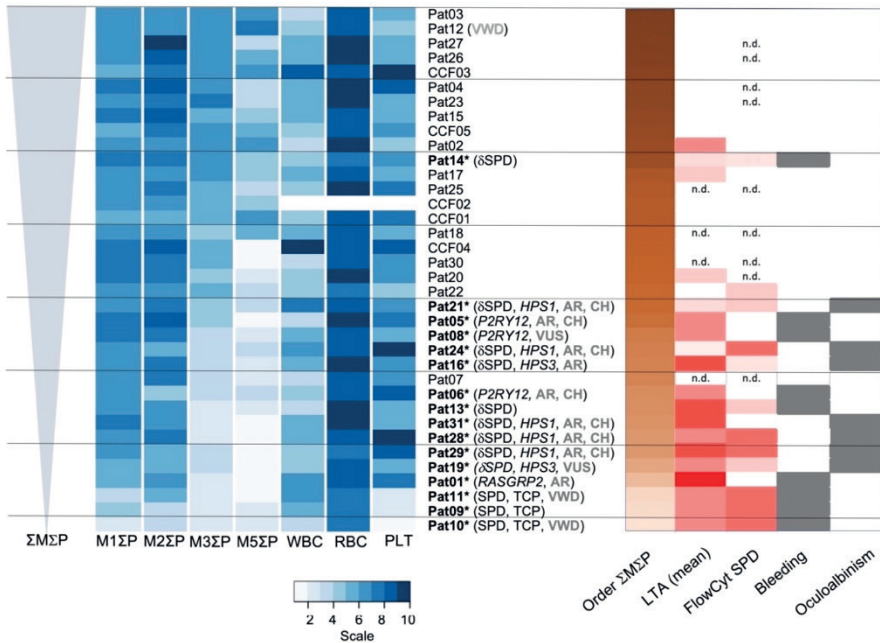 Pat03
Pat12 (VWD)
Pat27 n.d.
Pat26 n.d.
CCF03
Pat04 n.d.
Pat23 n.d.
Pat15
CCF05
Pat02
Pat14* (δSPD)
Pat17
Pat25 n.d. n.d.
CCF02
CCF01
Pat18 n.d. n.d.
CCF04
Pat30 n.d. n.d.
Pat20 n.d.
Pat22
Pat21* (δSPD, HPS1, AR, CH)
Pat05* (P2RY12, AR, CH)
Pat08* (P2RY12, VUS)
Pat24* (δSPD, HPS1, AR, CH)
Pat16* (δSPD, HPS3, AR)
Pat07 n.d. n.d.
Pat06* (P2RY12, AR, CH)
Pat13* (δSPD)
Pat31* (δSPD, HPS1, AR, CH)
Pat28* (δSPD, HPS1, AR, CH)
Pat29* (δSPD, HPS1, AR, CH)
Pat19* (δSPD, HPS3, VUS)
Pat01* (RASGRP2, AR)
Pat11* (SPD, TCP, VWD)
Pat09* (SPD, TCP)
Pat10* (SPD, TCP, VWD)
ΣMΣP M1ΣP M2ΣP M3ΣP M5ΣP WBC RBC PLT
Order ΣMΣP
LTA (mean)
FlowCyt SPD
Bleeding
Oculoalbinism
2 4 6 8 10
Scale